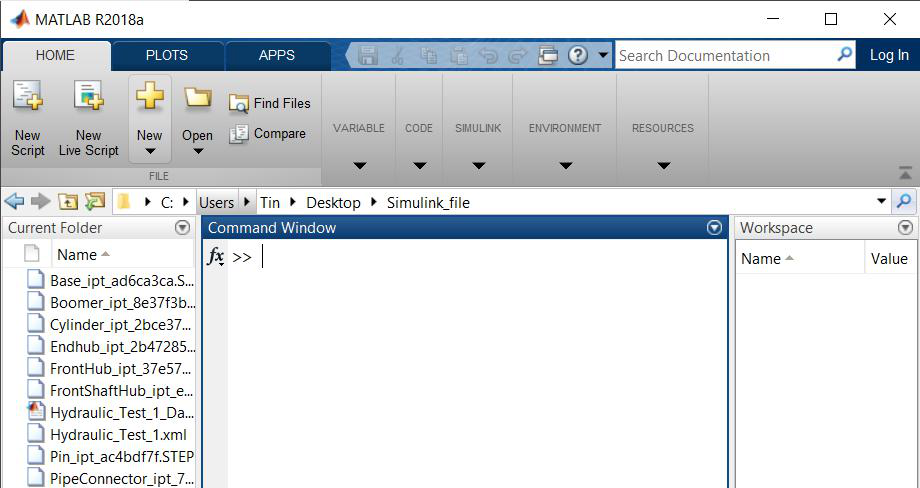 MATLAB R2018a
HOME PLOTS APPS Search Documentation Log In
New Script
New Live Script
New
Open
Find Files
Compare
VARIABLE
CODE
SIMULINK
ENVIRONMENT
RESOURCES
FILE
C: Users Tin Desktop Simulink_file
Current Folder
Name
Base_ipt_ad6ca3ca.S...
Boomer_ipt_8e37f3b...
Cylinder_ipt_2bce37...
Endhub_ipt_2b47285...
FrontHub_ipt_37e57...
FrontShaftHub_ipt_e...
Hydraulic_Test_1_Da...
Hydraulic_Test_1.xml
Pin_ipt_ac4bdf7f.STEP
PipeConnector_ipt_7...
Command Window
fx >>
Workspace
Name Value